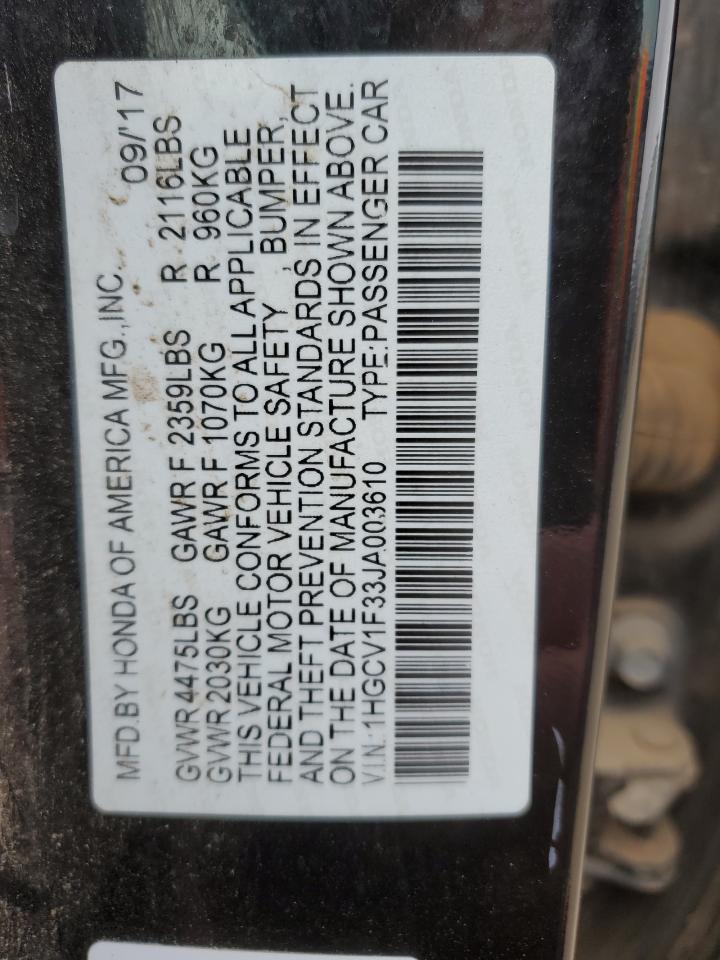 MFD.BY HONDA OF AMERICA MFG.,INC. 09/'17
GVWR 4475LBS GAWR F 2359LBS R 2116LBS
GVWR 2030KG GAWR F 1070KG R 960KG
THIS VEHICLE CONFORMS TO ALL APPLICABLE
FEDERAL MOTOR VEHICLE SAFETY , BUMPER,
AND THEFT PREVENTION STANDARDS IN EFFECT
ON THE DATE OF MANUFACTURE SHOWN ABOVE.
V.I.N.:1HGCV1F33JA003610 TYPE:PASSENGER CAR